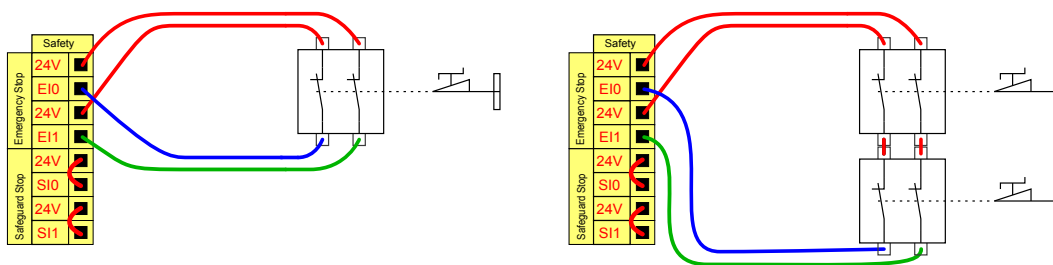 Safety
Emergency Stop
24V
EI0
24V
EI1
Safeguard Stop
24V
SI0
24V
SI1
Safety
Emergency Stop
24V
EI0
24V
EI1
Safeguard Stop
24V
SI0
24V
SI1